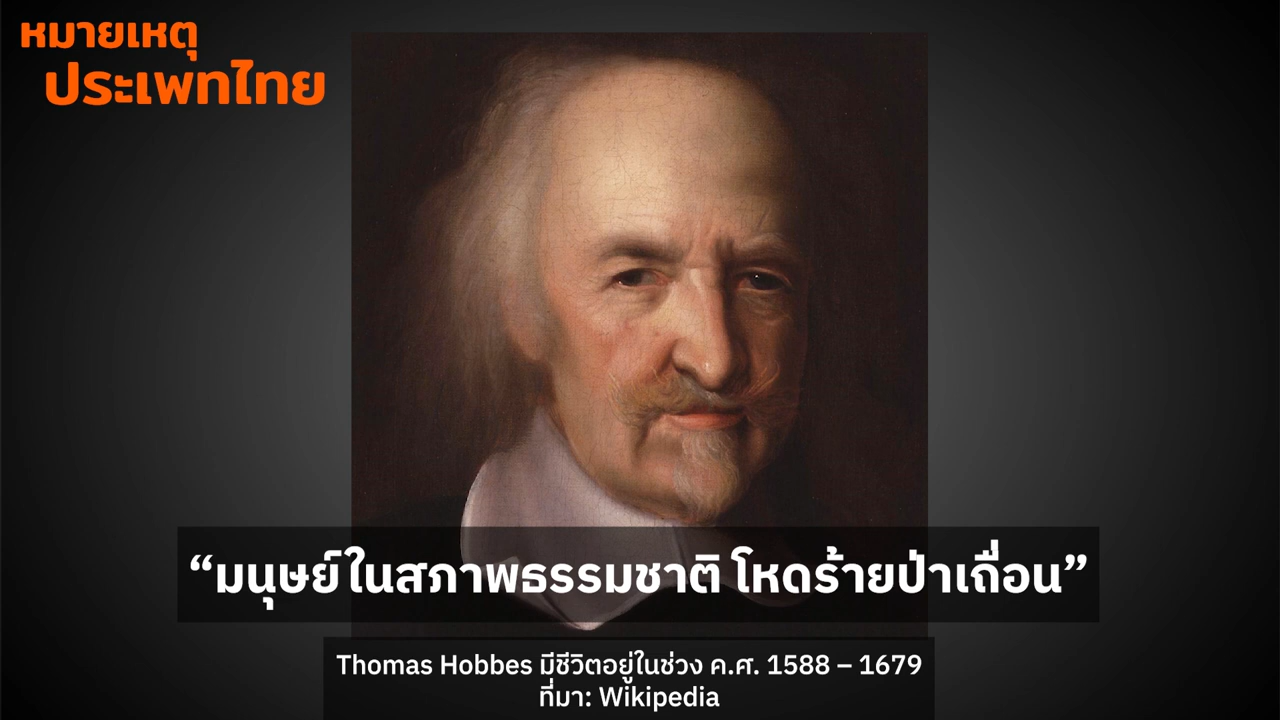 หมายเหตุ
ประเพทไทย
“มนุษย์ในสภาพธรรมชาติ โหดร้ายป่าเถื่อน”
Thomas Hobbes มีชีวิตอยู่ในช่วง ค.ศ. 1588 – 1679
ที่มา: Wikipedia